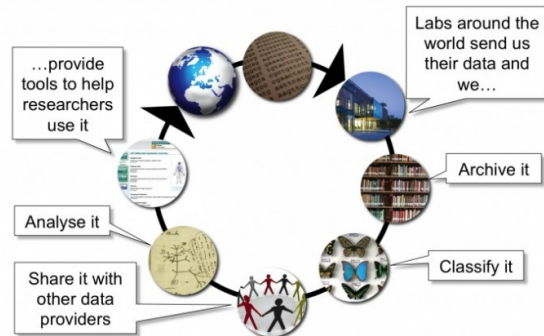 Labs around the
world send us
their data and
we…
Archive it
Classify it
Share it with
other data
providers
Analyse it
…provide
tools to help
researchers
use it